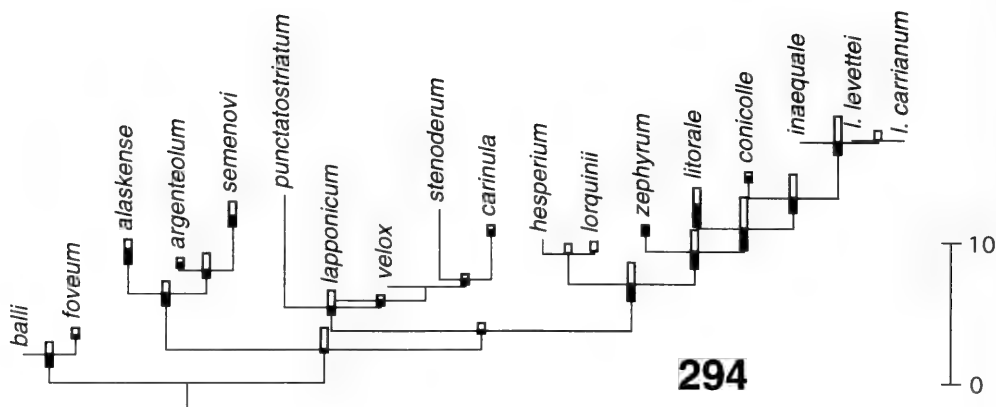 balli
foveum
alaskense
argenteolum
semenovi
punctatostriatum
lapponicum
velox
stenoderum
carinula
hesperium
lorquinii
zephyrum
litorale
conicolle
inaequale
l. levettei
l. carrianum
10
0
294